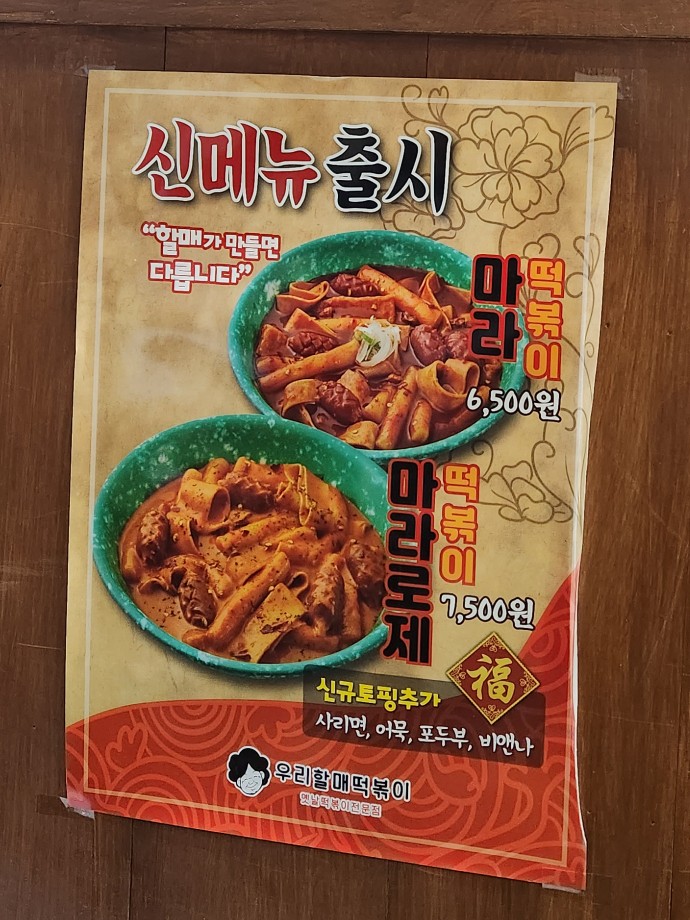 신메뉴 출시
“할매가 만들면
다릅니다”
마라
떡볶이
6,500원
마라로제
떡볶이
7,500원
福
신규토핑추가
사리면, 어묵, 포두부, 비앤나
우리할매떡볶이
옛날떡볶이전문점